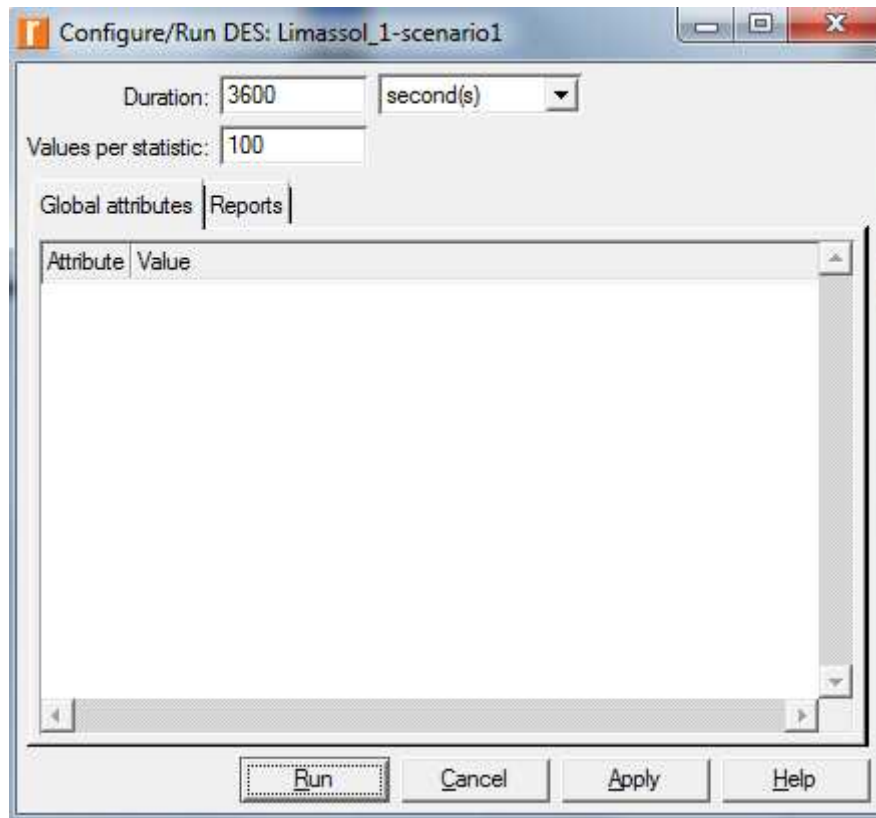 Configure/Run DES: Limassol_1-scenario1
Duration: 3600 second(s)
Values per statistic: 100
Global attributes Reports
Attribute Value
Run Cancel Apply Help